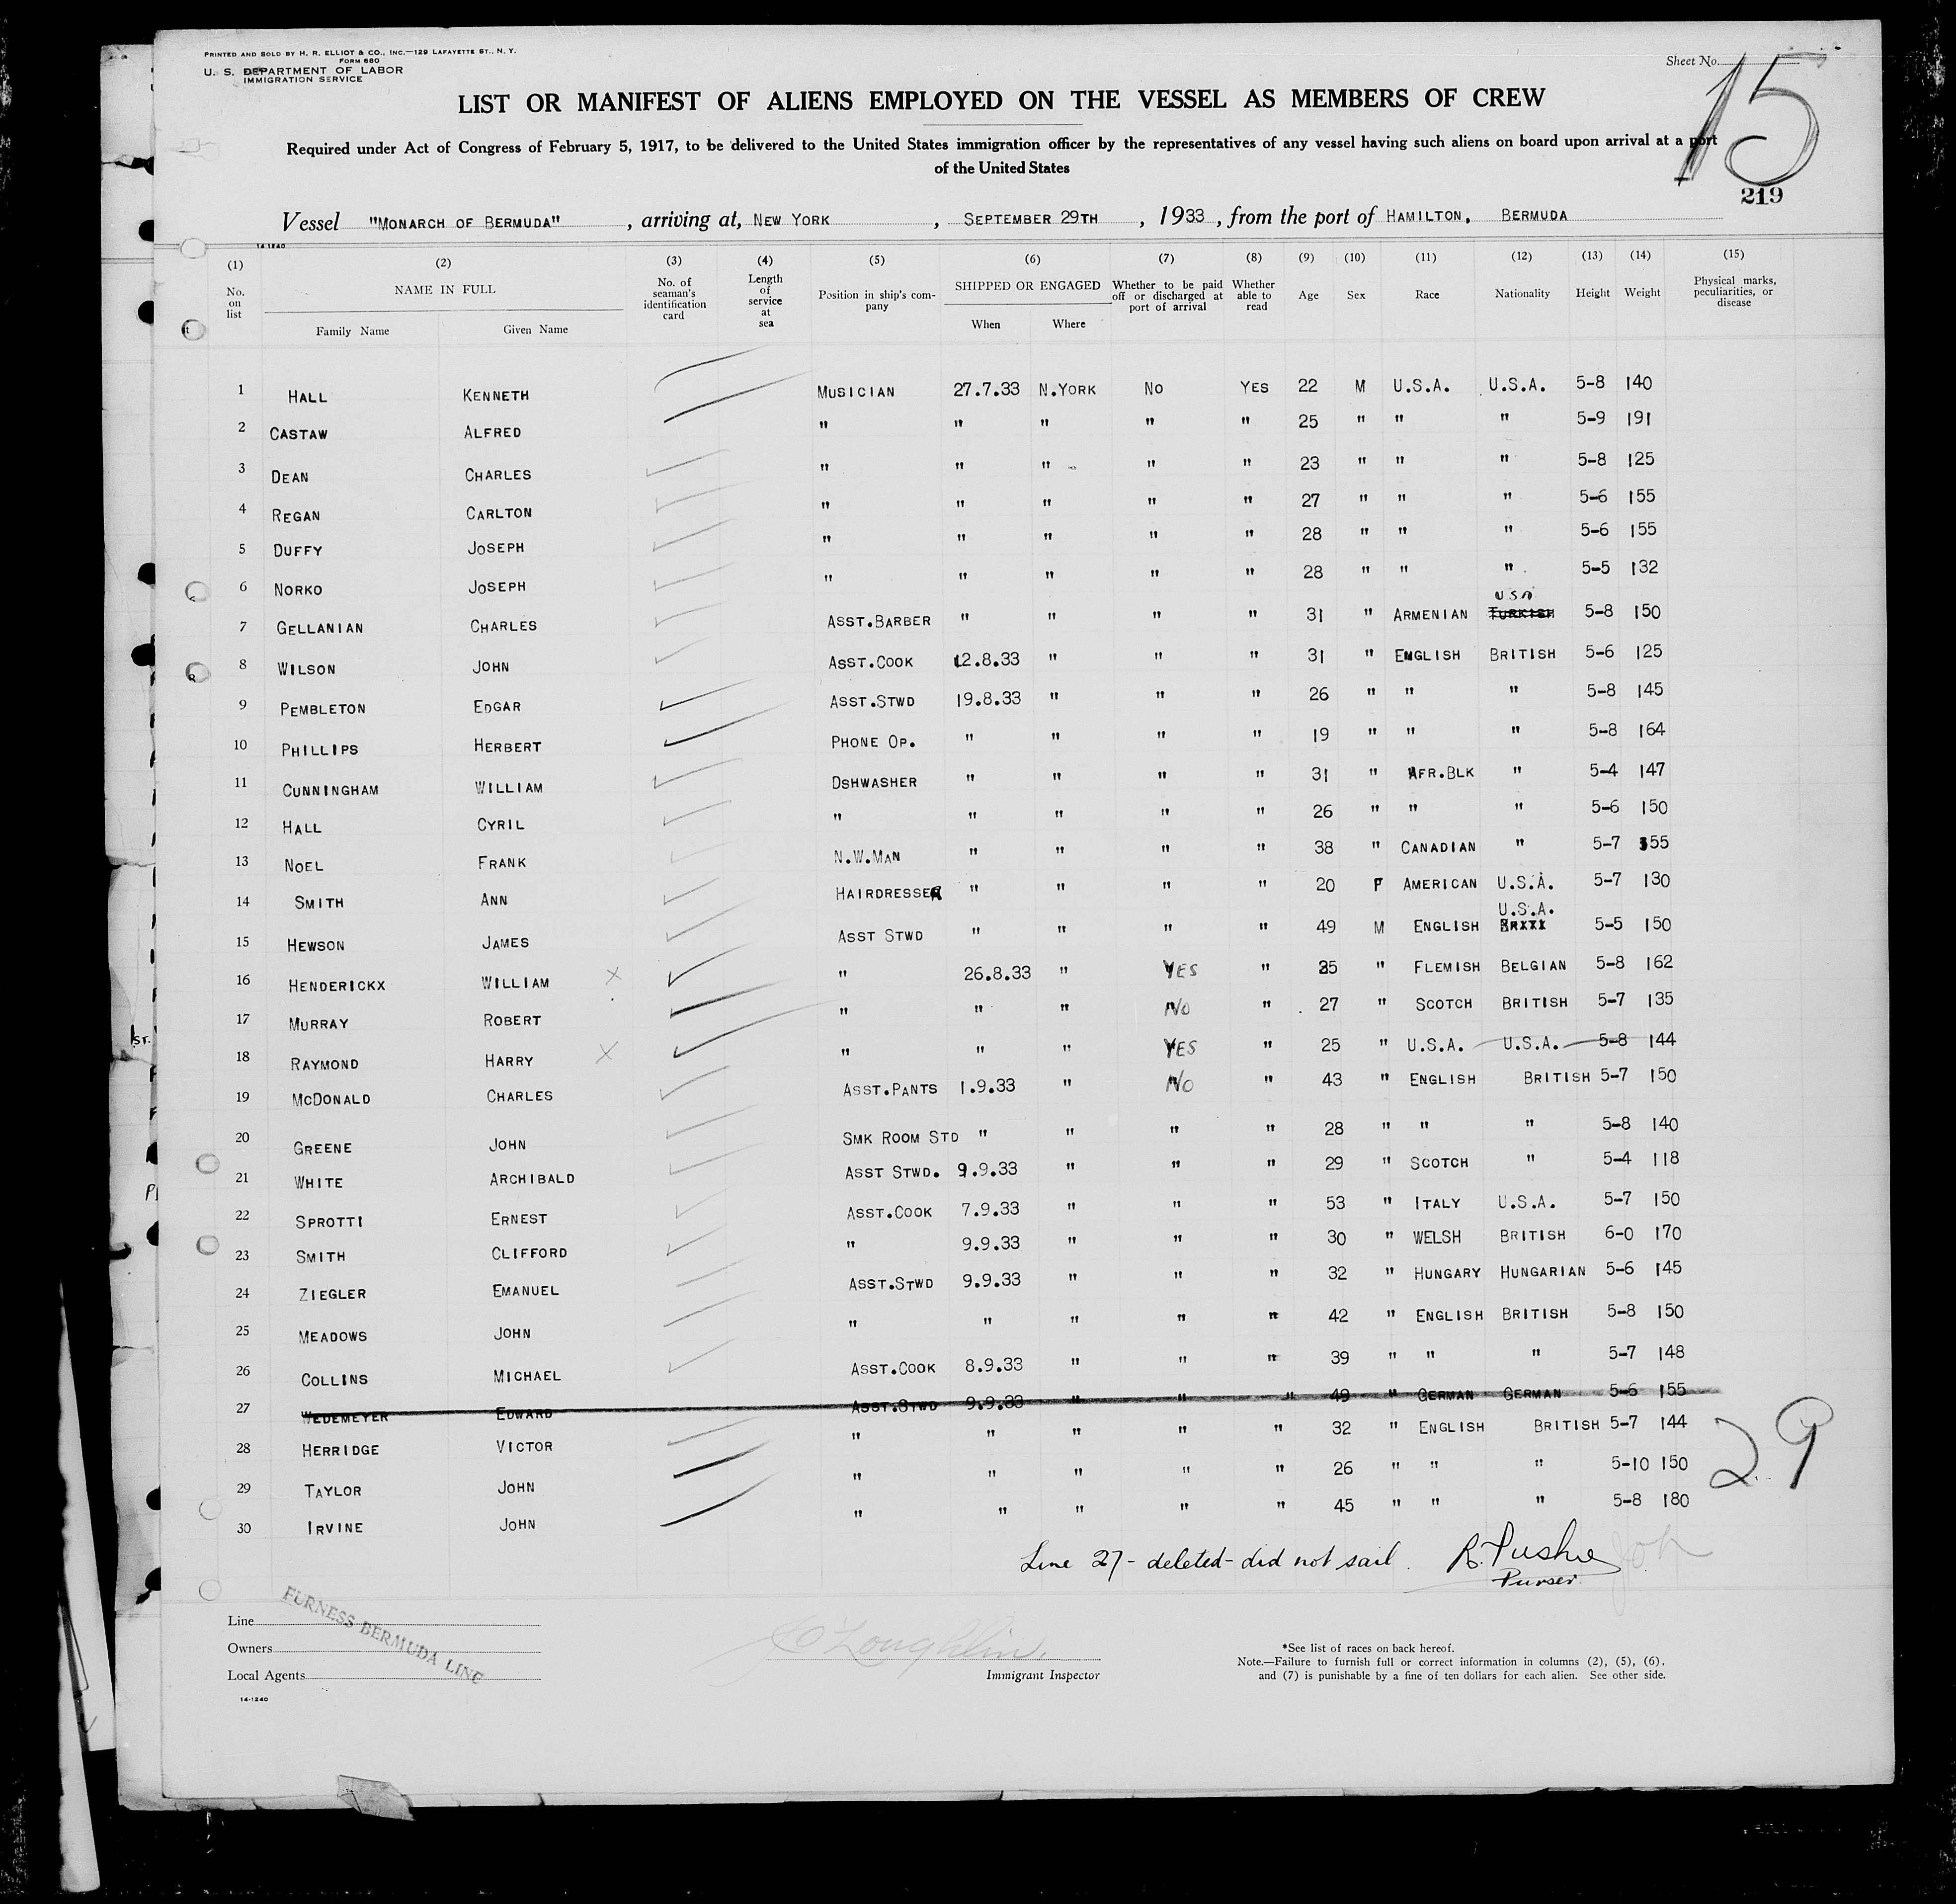 PRINTED AND SOLD BY H. R. ELLIOT & CO., INC.—129 LAFAYETTE ST., N. Y.
FORM 680
U. S. DEPARTMENT OF LABOR
IMMIGRATION SERVICE
Sheet No.
15
LIST OR MANIFEST OF ALIENS EMPLOYED ON THE VESSEL AS MEMBERS OF CREW
Required under Act of Congress of February 5, 1917, to be delivered to the United States immigration officer by the representatives of any vessel having such aliens on board upon arrival at a port
of the United States
219
Vessel "MONARCH OF BERMUDA", arriving at, NEW YORK, SEPTEMBER 29TH, 1933, from the port of HAMILTON, BERMUDA
14-1240
(1) (2) (3) (4) (5) (6) (7) (8) (9) (10) (11) (12) (13) (14) (15)
No. on list NAME IN FULL Family Name Given Name No. of seaman's identification card Length of service at sea Position in ship's company SHIPPED OR ENGAGED When Where Whether to be paid off or discharged at port of arrival Whether able to read Age Sex Race Nationality Height Weight Physical marks, peculiarities, or disease
1 HALL KENNETH MUSICIAN 27.7.33 N.YORK NO YES 22 M U.S.A. U.S.A. 5-8 140
2 CASTAW ALFRED " " " " " 25 " " " 5-9 191
3 DEAN CHARLES " " " " " 23 " " " 5-8 125
4 REGAN CARLTON " " " " " 27 " " " 5-6 155
5 DUFFY JOSEPH " " " " " 28 " " " 5-6 155
6 NORKO JOSEPH " " " " " 28 " " " 5-5 132
7 GELLANIAN CHARLES ASST.BARBER " " " " 31 " ARMENIAN TURKISH USA 5-8 150
8 WILSON JOHN ASST.COOK 12.8.33 " " " 31 " ENGLISH BRITISH 5-6 125
9 PEMBLETON EDGAR ASST.STWD 19.8.33 " " " 26 " " " 5-8 145
10 PHILLIPS HERBERT PHONE OP. " " " " 19 " " " 5-8 164
11 CUNNINGHAM WILLIAM DSHWASHER " " " " 31 " AFR.BLK " 5-4 147
12 HALL CYRIL " " " " " 26 " " " 5-6 150
13 NOEL FRANK N.W.MAN " " " " 38 " CANADIAN " 5-7 155
14 SMITH ANN HAIRDRESSER " " " " 20 F AMERICAN U.S.A. 5-7 130
15 HEWSON JAMES ASST STWD " " " " 49 M ENGLISH U.S.A. 5-5 150
16 HENDERICKX WILLIAM X " 26.8.33 " YES " 25 " FLEMISH BELGIAN 5-8 162
17 MURRAY ROBERT " " " No " 27 " SCOTCH BRITISH 5-7 135
18 RAYMOND HARRY X " " " YES " 25 " U.S.A. U.S.A. 5-8 144
19 MCDONALD CHARLES ASST.PANTS 1.9.33 " No " 43 " ENGLISH BRITISH 5-7 150
20 GREENE JOHN SMK ROOM STD " " " " 28 " " " 5-8 140
21 WHITE ARCHIBALD ASST STWD. 9.9.33 " " " 29 " SCOTCH " 5-4 118
22 SPROTTI ERNEST ASST.COOK 7.9.33 " " " 53 " ITALY U.S.A. 5-7 150
23 SMITH CLIFFORD " 9.9.33 " " " 30 " WELSH BRITISH 6-0 170
24 ZIEGLER EMANUEL ASST.STWD 9.9.33 " " " 32 " HUNGARY HUNGARIAN 5-6 145
25 MEADOWS JOHN " " " " " 42 " ENGLISH BRITISH 5-8 150
26 COLLINS MICHAEL ASST.COOK 8.9.33 " " " 39 " " " 5-7 148
27 WEDEMEYER EDWARD ASST.STWD 9.9.33 " " " 49 " GERMAN GERMAN 5-6 155
28 HERRIDGE VICTOR " " " " " 32 " ENGLISH BRITISH 5-7 144
29 TAYLOR JOHN " " " " " 26 " " " 5-10 150
30 IRVINE JOHN " " " " " 45 " " " 5-8 180
29
Line 27- deleted- did not sail. R. Pushie
Purser
Line
Owners
Local Agents
FURNESS BERMUDA LINE
O'Loughlin
Immigrant Inspector
*See list of races on back hereof.
Note.—Failure to furnish full or correct information in columns (2), (5), (6),
and (7) is punishable by a fine of ten dollars for each alien. See other side.
14-1240